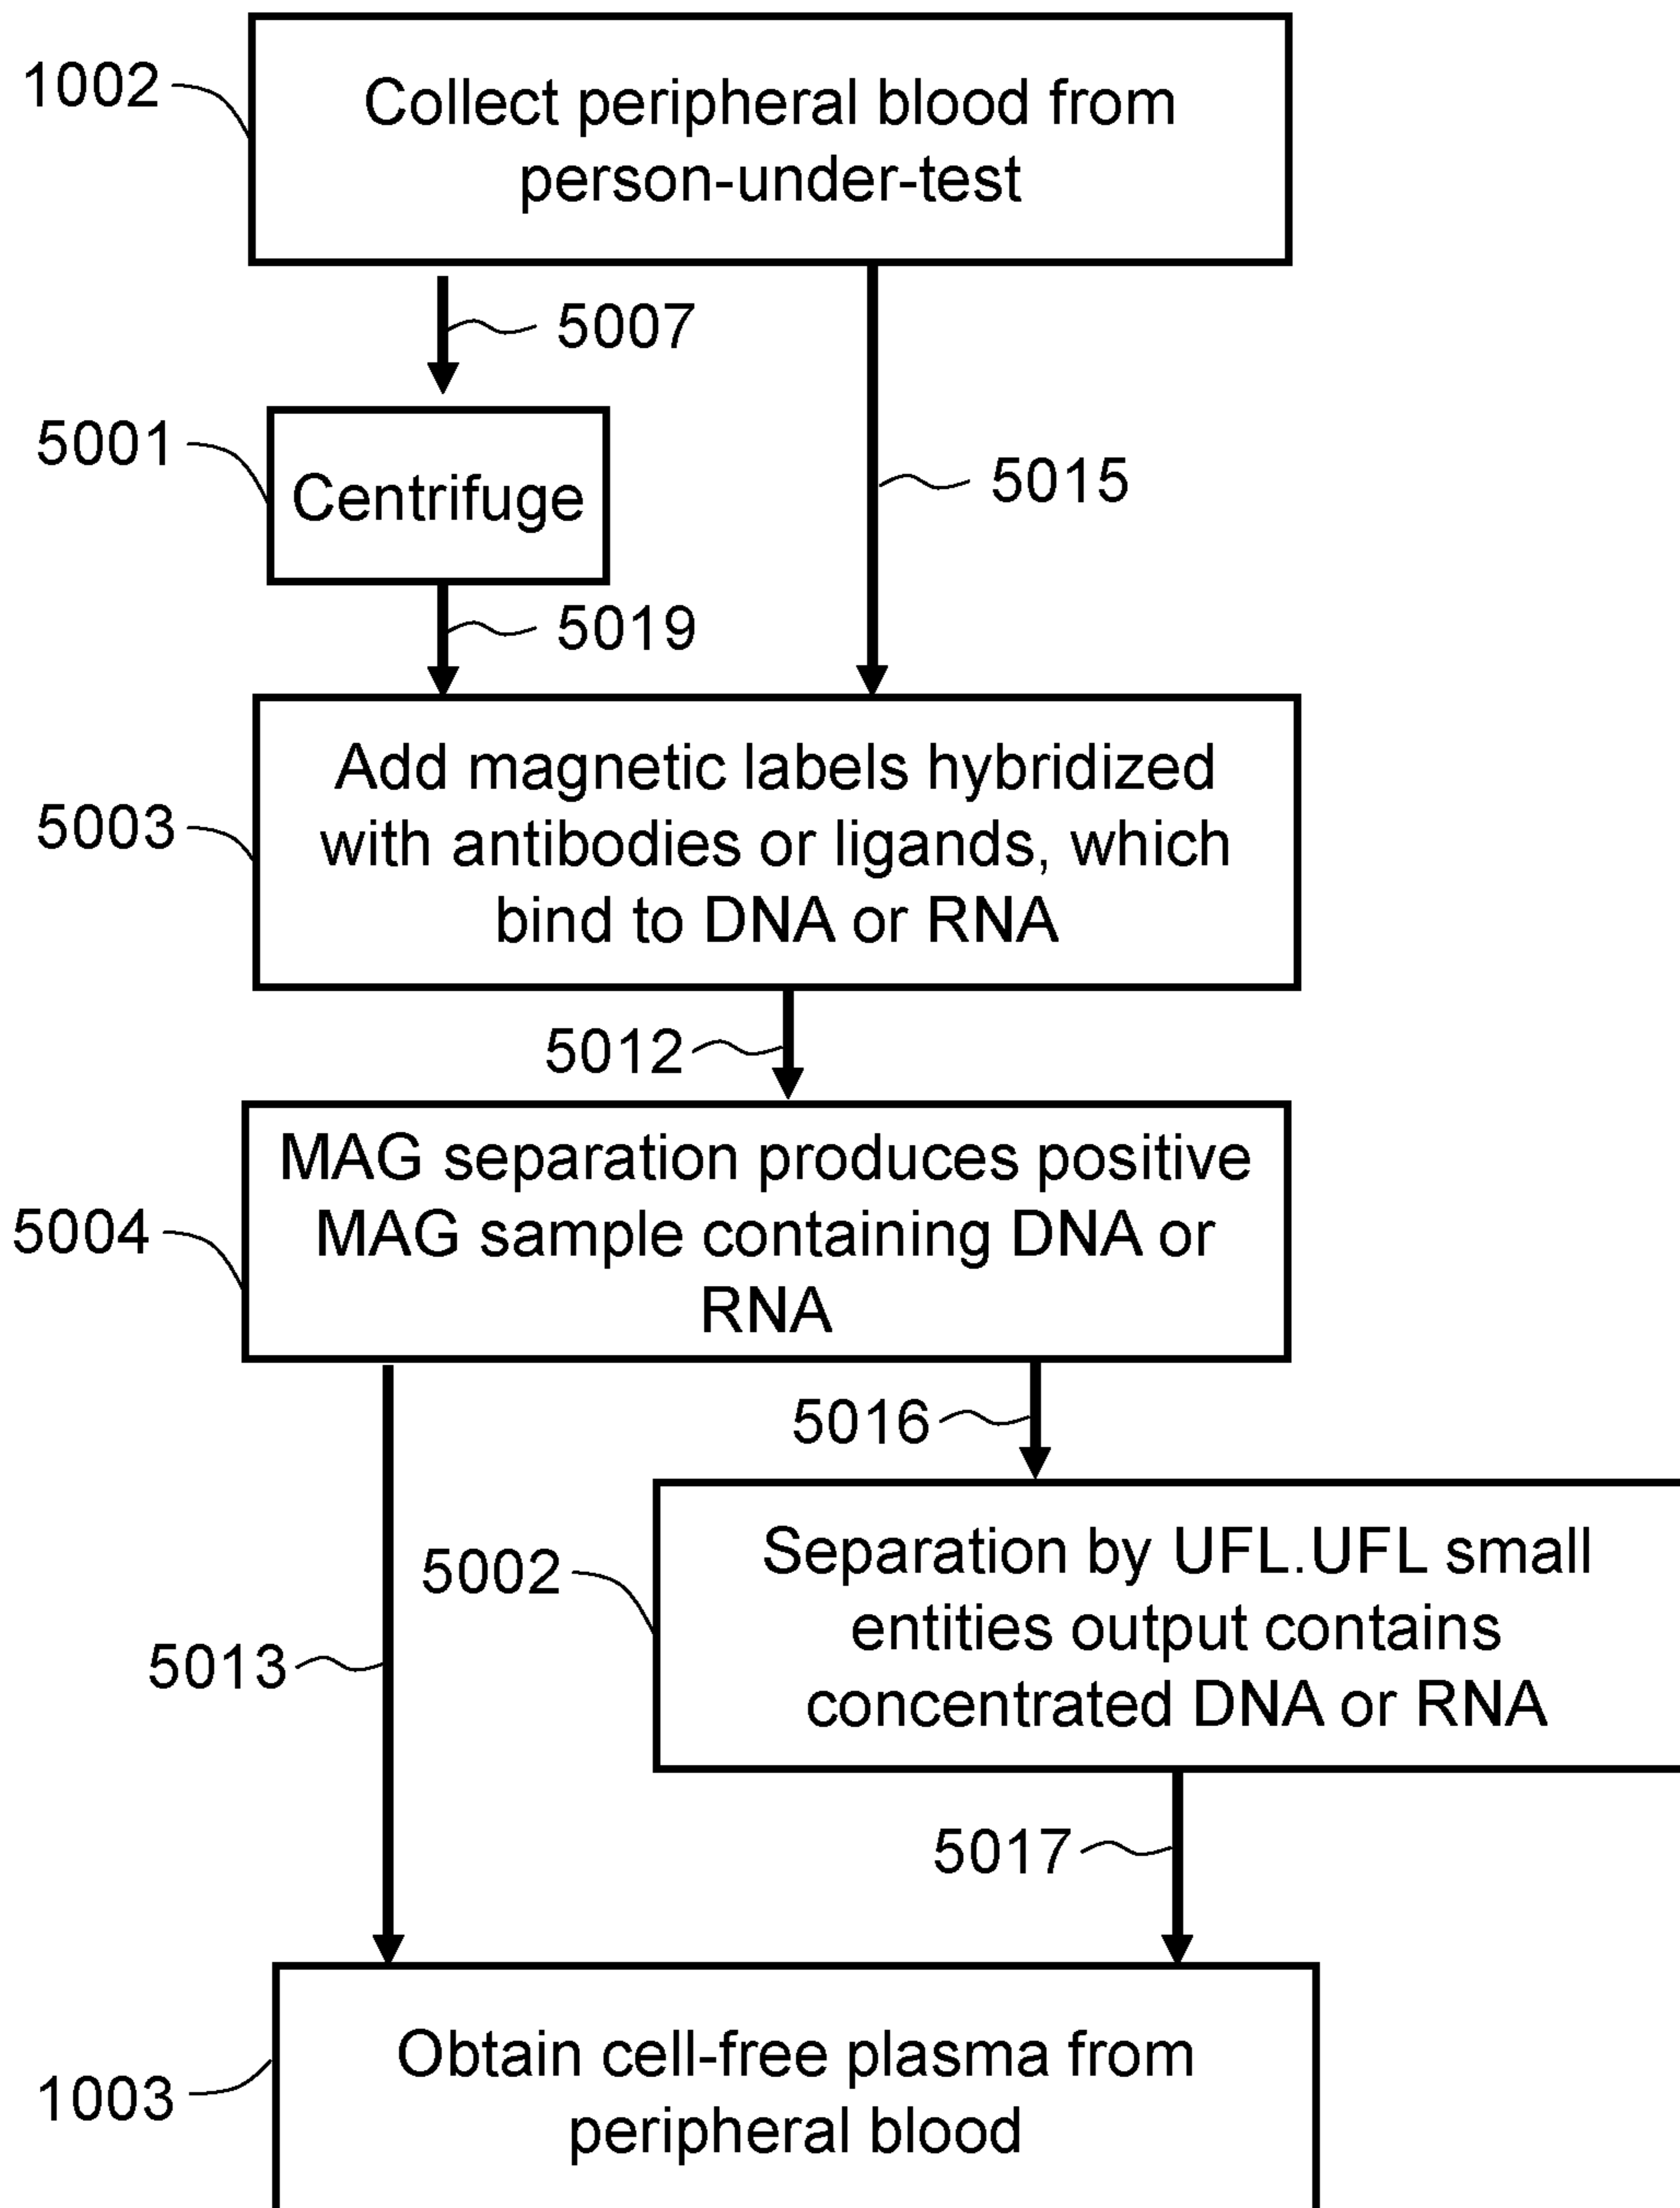 1002
Collect peripheral blood from
person-under-test
5007
5001
Centrifuge
5015
5019
5003
Add magnetic labels hybridized
with antibodies or ligands, which
bind to DNA or RNA
5012
5004
MAG separation produces positive
MAG sample containing DNA or
RNA
5016
5002
Separation by UFL.UFL small
entities output contains
concentrated DNA or RNA
5013
5017
1003
Obtain cell-free plasma from
peripheral blood